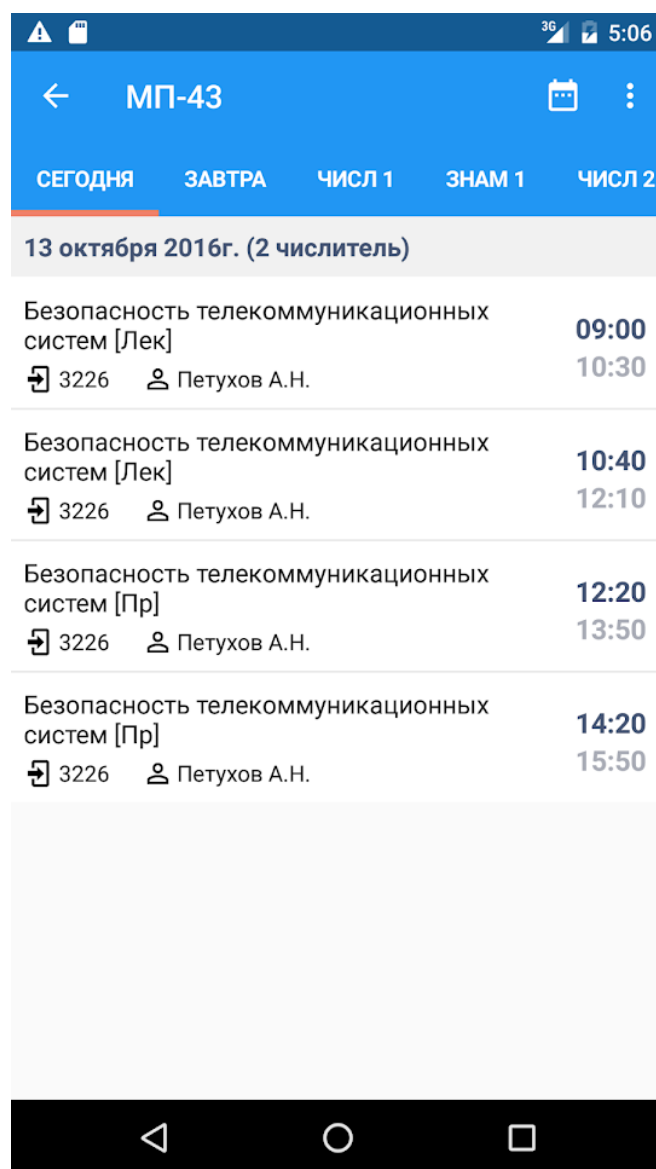 3G 5:06
МП-43
СЕГОДНЯ ЗАВТРА ЧИСЛ 1 ЗНАМ 1 ЧИСЛ 2
13 октября 2016г. (2 числитель)
Безопасность телекоммуникационных
систем [Лек]
09:00
10:30
3226 Петухов А.Н.
Безопасность телекоммуникационных
систем [Лек]
10:40
12:10
3226 Петухов А.Н.
Безопасность телекоммуникационных
систем [Пр]
12:20
13:50
3226 Петухов А.Н.
Безопасность телекоммуникационных
систем [Пр]
14:20
15:50
3226 Петухов А.Н.